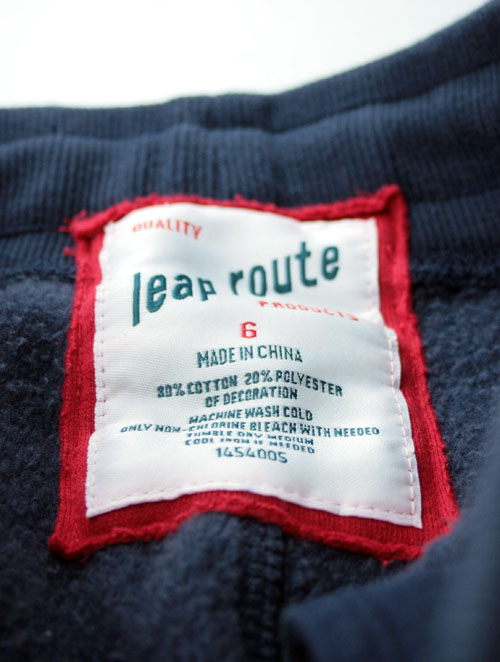 QUALITY
leap route
PRODUCTS
6
MADE IN CHINA
80% COTTON 20% POLYESTER
OF DECORATION
MACHINE WASH COLD
ONLY NON-CHLORINE BLEACH WITH NEEDED
TUMBLE DRY MEDIUM
COOL IRON IF NEEDED
1454005